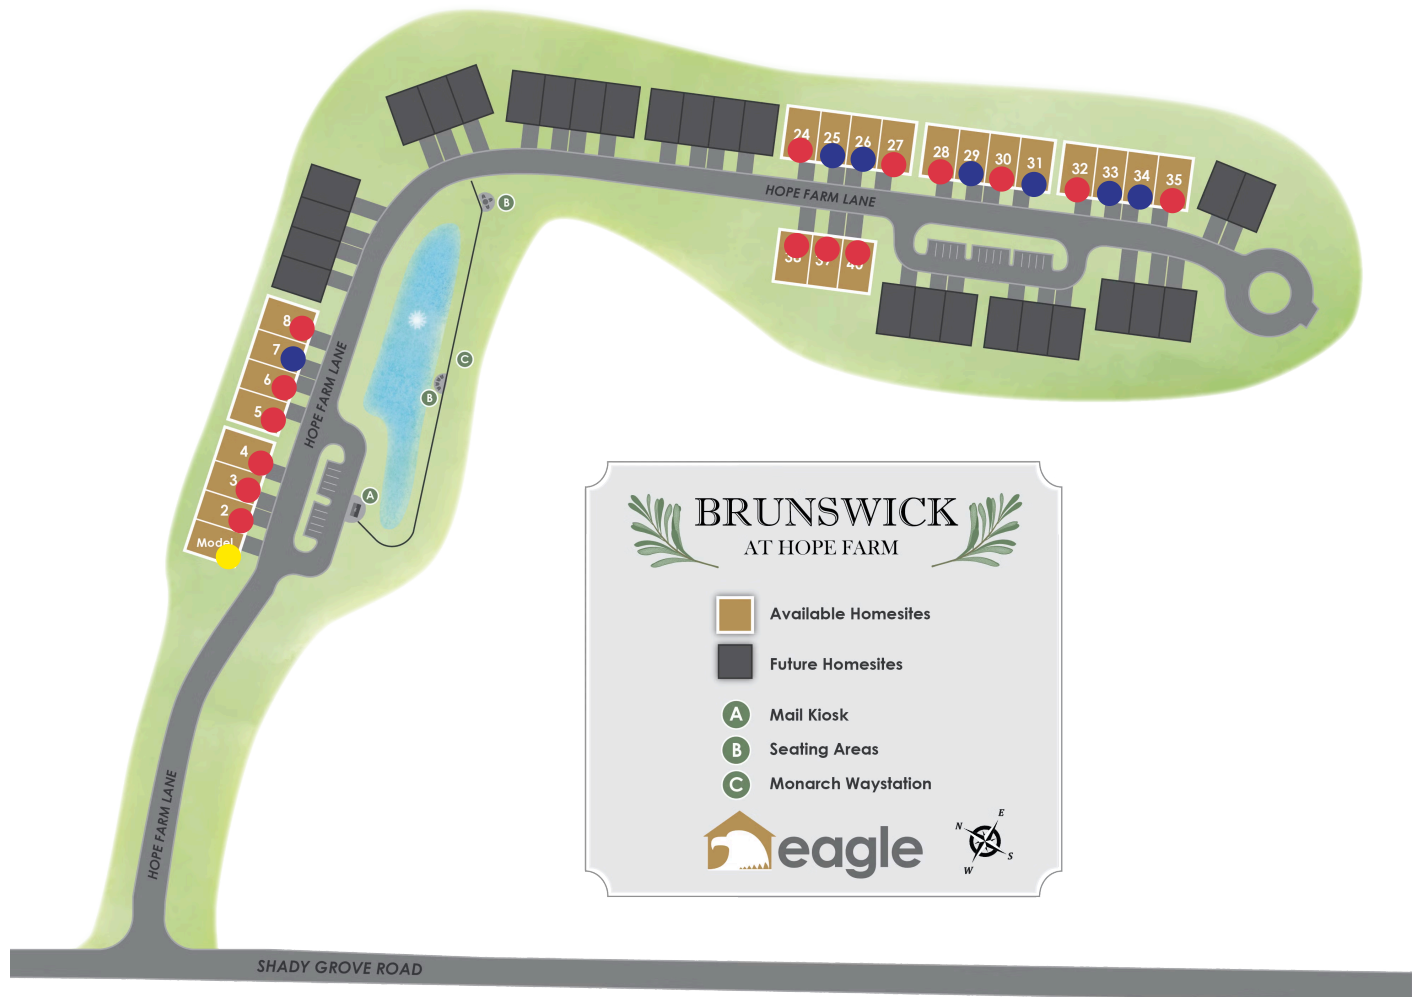 24
25
26
27
28
29
30
31
32
33
34
35
HOPE FARM LANE
B
C
B
A
8
7
6
5
HOPE FARM LANE
4
3
2
Model
HOPE FARM LANE
SHADY GROVE ROAD
BRUNSWICK
AT HOPE FARM
Available Homesites
Future Homesites
A Mail Kiosk
B Seating Areas
C Monarch Waystation
eagle
N
E
S
W